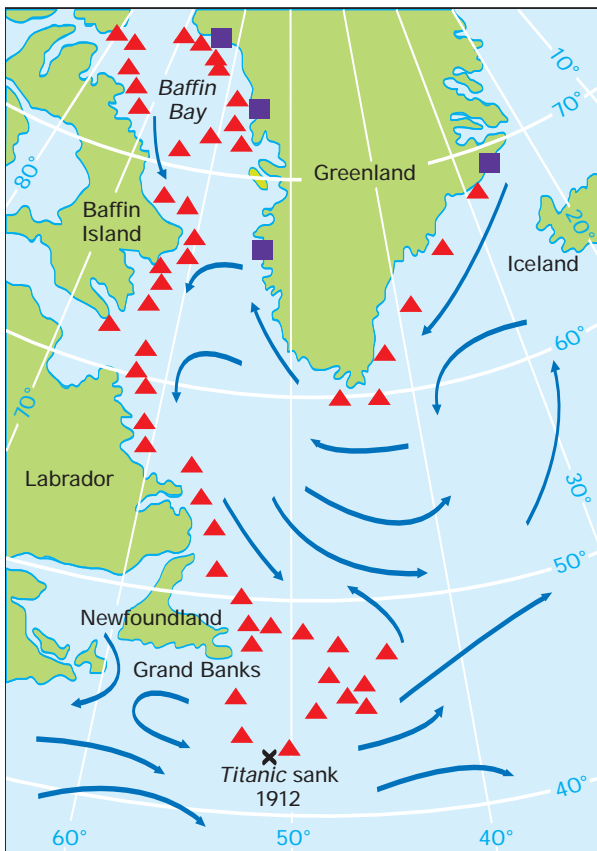 10°
Baffin
Bay
70°
80°
Greenland
20°
Baffin
Island
Iceland
60°
70°
Labrador
30°
50°
Newfoundland
Grand Banks
Titanic sank
1912
40°
60°
50°
40°